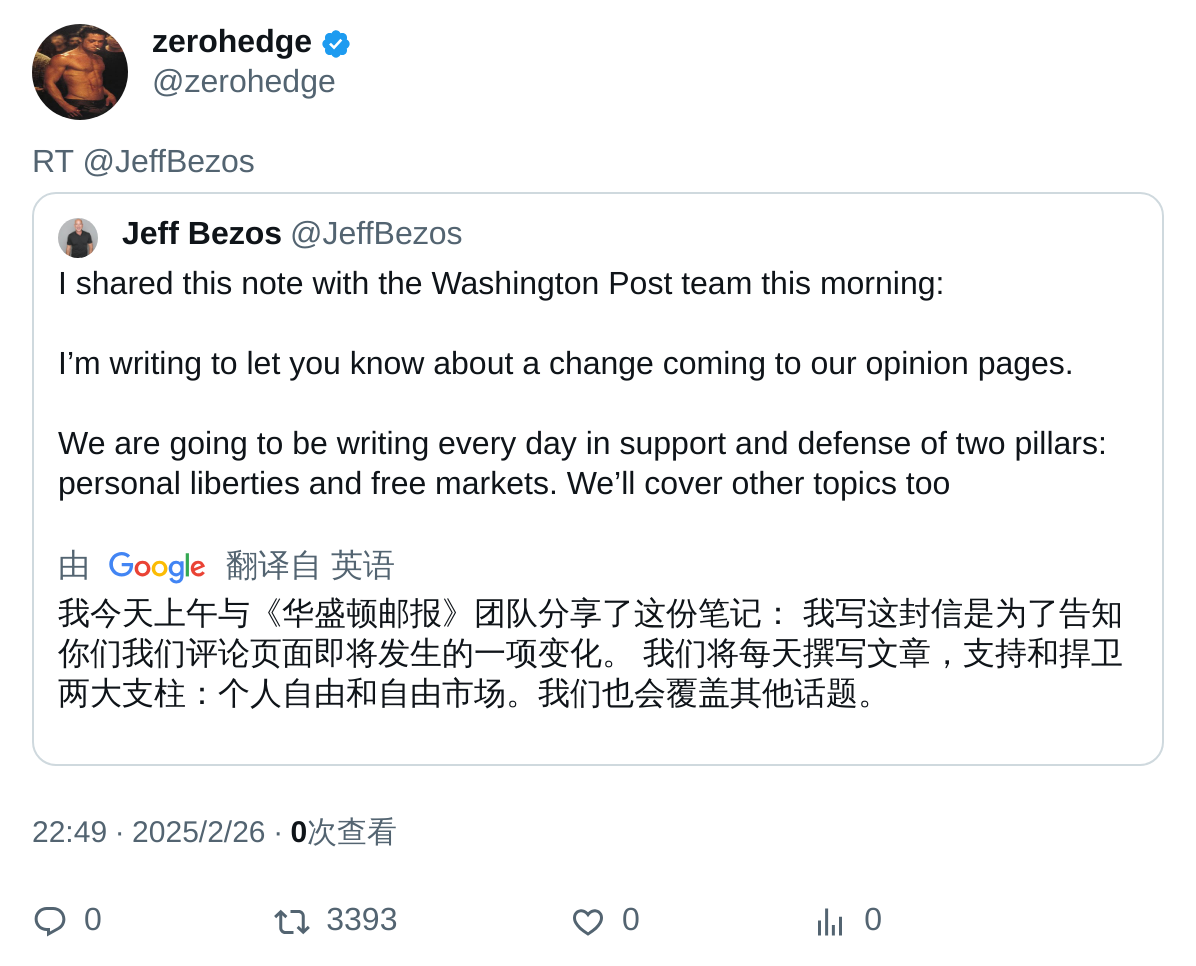 zerohedge
@zerohedge
RT @JeffBezos
Jeff Bezos @JeffBezos
I shared this note with the Washington Post team this morning:
I’m writing to let you know about a change coming to our opinion pages.
We are going to be writing every day in support and defense of two pillars:
personal liberties and free markets. We’ll cover other topics too
由 Google 翻译自 英语
我今天上午与《华盛顿邮报》团队分享了这份笔记： 我写这封信是为了告知
你们我们评论页面即将发生的一项变化。 我们将每天撰写文章，支持和捍卫
两大支柱：个人自由和自由市场。我们也会覆盖其他话题。
22:49 · 2025/2/26 · 0次查看
0 3393 0 0